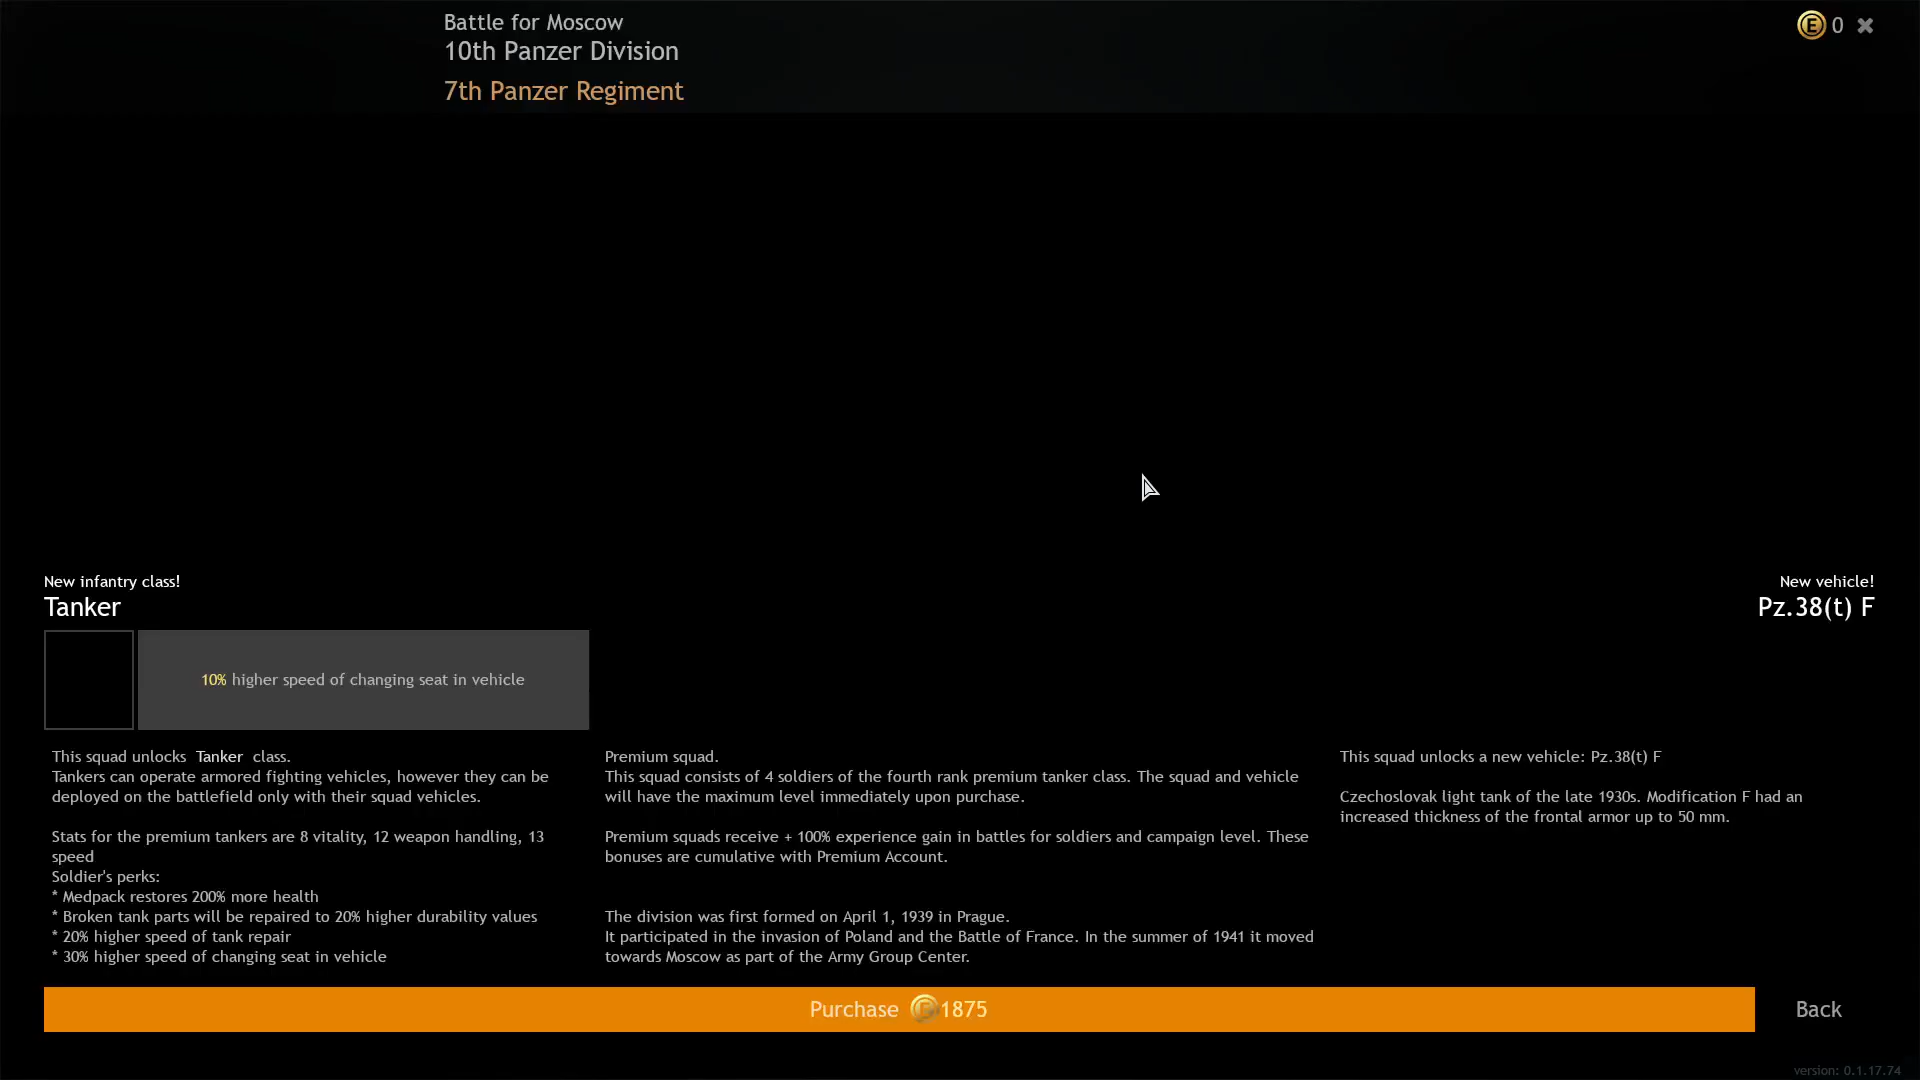 Battle for Moscow
10th Panzer Division
7th Panzer Regiment
E 0
New infantry class!
Tanker
New vehicle!
Pz.38(t) F
10% higher speed of changing seat in vehicle
This squad unlocks Tanker class.
Tankers can operate armored fighting vehicles, however they can be
deployed on the battlefield only with their squad vehicles.
Stats for the premium tankers are 8 vitality, 12 weapon handling, 13
speed
Soldier's perks:
* Medpack restores 200% more health
* Broken tank parts will be repaired to 20% higher durability values
* 20% higher speed of tank repair
* 30% higher speed of changing seat in vehicle
Premium squad.
This squad consists of 4 soldiers of the fourth rank premium tanker class. The squad and vehicle
will have the maximum level immediately upon purchase.
Premium squads receive + 100% experience gain in battles for soldiers and campaign level. These
bonuses are cumulative with Premium Account.
The division was first formed on April 1, 1939 in Prague.
It participated in the invasion of Poland and the Battle of France. In the summer of 1941 it moved
towards Moscow as part of the Army Group Center.
This squad unlocks a new vehicle: Pz.38(t) F
Czechoslovak light tank of the late 1930s. Modification F had an
increased thickness of the frontal armor up to 50 mm.
Purchase E 1875
Back
version: 0.1.17.74